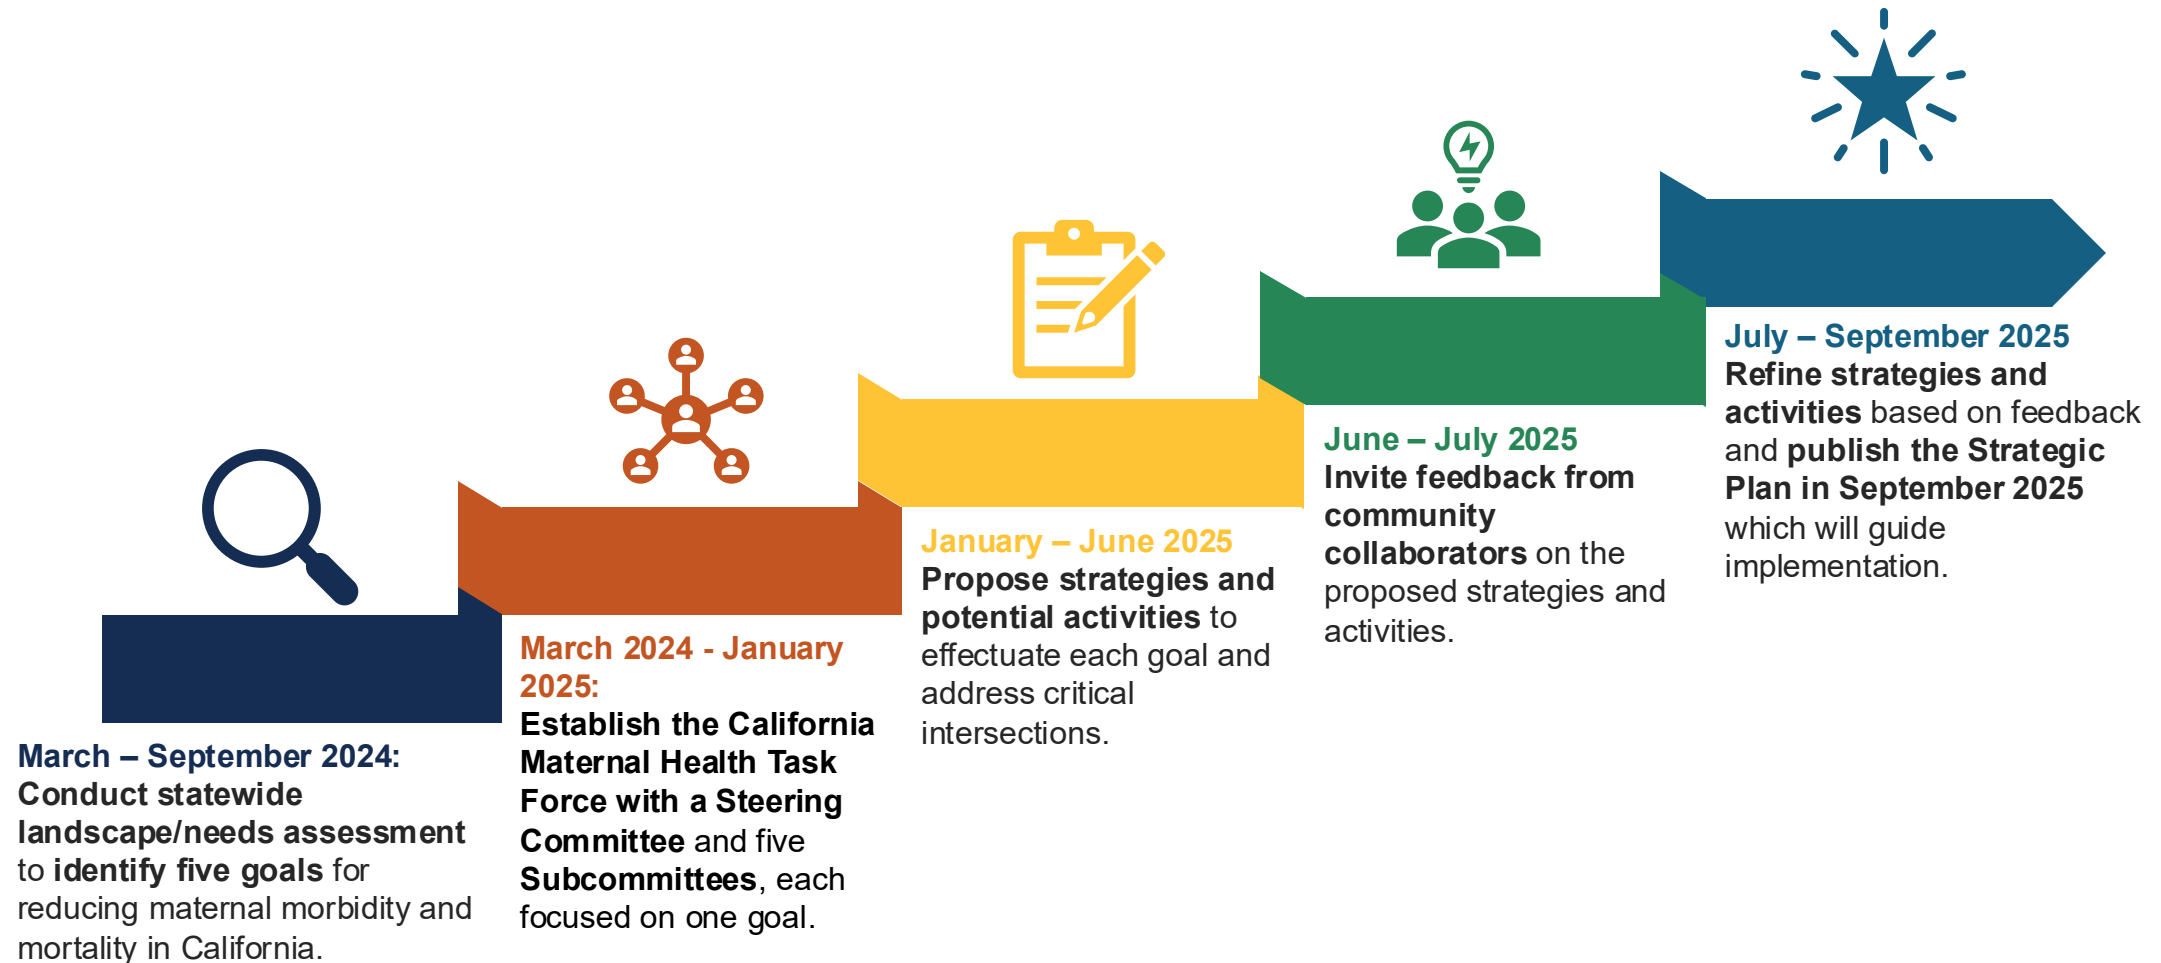 March – September 2024:
Conduct statewide
landscape/needs assessment
to identify five goals for
reducing maternal morbidity and
mortality in California.
March 2024 - January
2025:
Establish the California
Maternal Health Task
Force with a Steering
Committee and five
Subcommittees, each
focused on one goal.
January – June 2025
Propose strategies and
potential activities to
effectuate each goal and
address critical
intersections.
June – July 2025
Invite feedback from
community
collaborators on the
proposed strategies and
activities.
July – September 2025
Refine strategies and
activities based on feedback
and publish the Strategic
Plan in September 2025
which will guide
implementation.